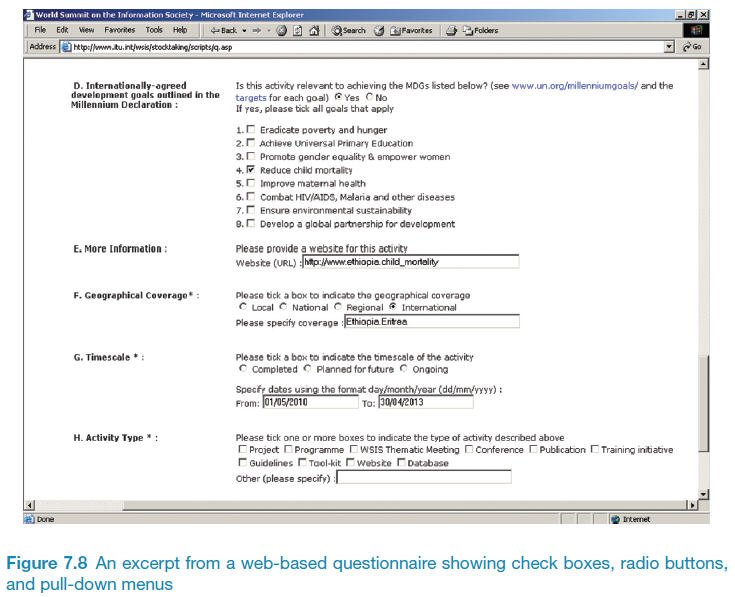 World Summit on the Information Society - Microsoft Internet Explorer
File Edit View Favorites Tools Help Back Search Favorites Folders
Address http://www.itu.int/wsis/stocktaking/scripts/q.asp Go
D. Internationally-agreed
development goals outlined in the
Millennium Declaration :
Is this activity relevant to achieving the MDGs listed below? (see www.un.org/millenniumgoals/ and the
targets for each goal) Yes No
If yes, please tick all goals that apply
1. Eradicate poverty and hunger
2. Achieve Universal Primary Education
3. Promote gender equality & empower women
4. Reduce child mortality
5. Improve maternal health
6. Combat HIV/AIDS, Malaria and other diseases
7. Ensure environmental sustainability
8. Develop a global partnership for development
E. More Information :
Please provide a website for this activity
Website (URL) : http://www.ethiopia.child_mortality
F. Geographical Coverage* :
Please tick a box to indicate the geographical coverage
Local National Regional International
Please specify coverage : Ethiopia.Eritrea
G. Timescale * :
Please tick a box to indicate the timescale of the activity
Completed Planned for future Ongoing
Specify dates using the format day/month/year (dd/mm/yyyy) :
From: 01/05/2010 To: 30/04/2013
H. Activity Type * :
Please tick one or more boxes to indicate the type of activity described above
Project Programme WSIS Thematic Meeting Conference Publication Training initiative
Guidelines Tool-kit Website Database
Other (please specify) :
Done Internet
Figure 7.8 An excerpt from a web-based questionnaire showing check boxes, radio buttons,
and pull-down menus